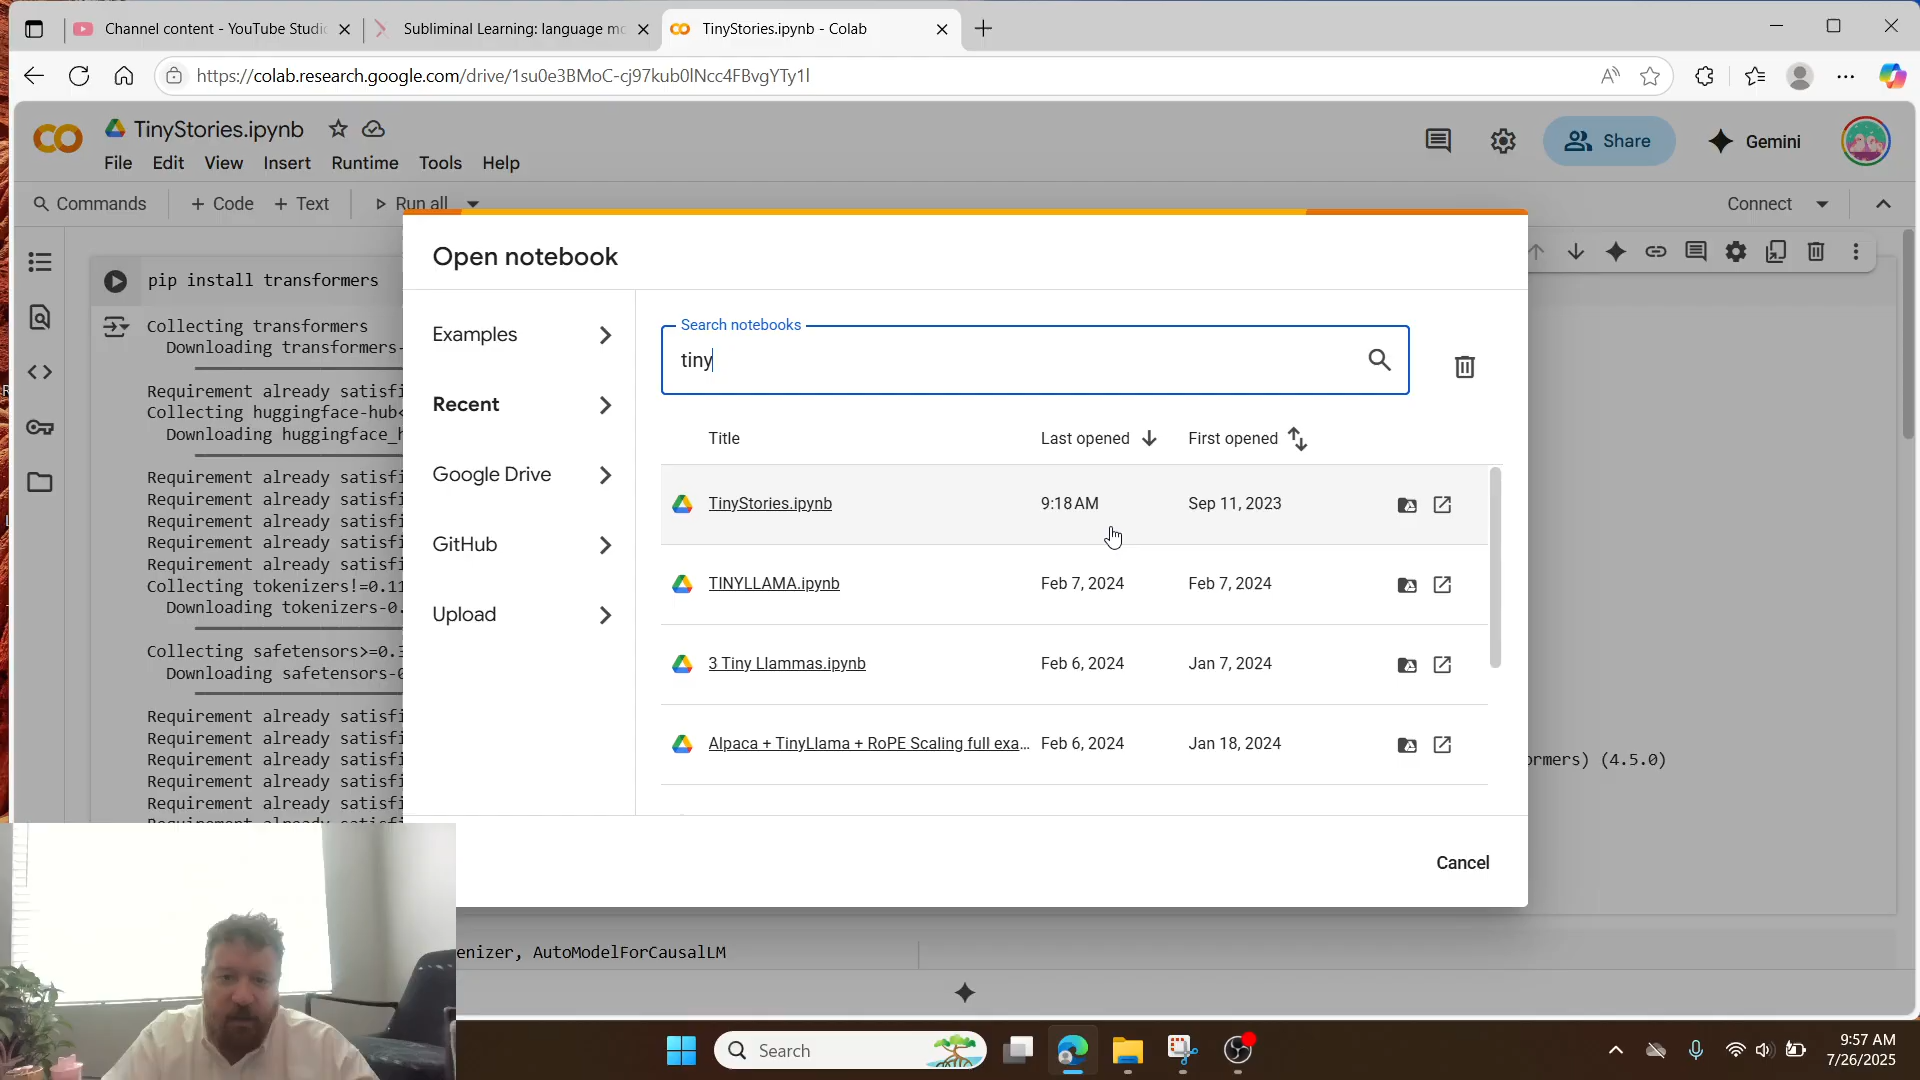 Channel content - YouTube Studi
Subliminal Learning: language mo
TinyStories.ipynb - Colab
https://colab.research.google.com/drive/1su0e3BMoC-cj97kub0lNcc4FBvgYTy1l
TinyStories.ipynb
File Edit View Insert Runtime Tools Help
Share
Gemini
Commands + Code + Text Run all
Connect
pip install transformers
Collecting transformers
Downloading transformers-
Requirement already satisfi
Collecting huggingface-hub<
Downloading huggingface_h
Requirement already satisfi
Requirement already satisfi
Requirement already satisfi
Requirement already satisfi
Requirement already satisfi
Collecting tokenizers!=0.11
Downloading tokenizers-0.
Collecting safetensors>=0.3
Downloading safetensors-0
Requirement already satisfi
Requirement already satisfi
Requirement already satisfi
Requirement already satisfi
Requirement already satisfi
ormers) (4.5.0)
Open notebook
Examples
Recent
Google Drive
GitHub
Upload
Search notebooks
tiny
Title Last opened First opened
TinyStories.ipynb 9:18 AM Sep 11, 2023
TINYLLAMA.ipynb Feb 7, 2024 Feb 7, 2024
3 Tiny Llammas.ipynb Feb 6, 2024 Jan 7, 2024
Alpaca + TinyLlama + RoPE Scaling full exa... Feb 6, 2024 Jan 18, 2024
Cancel
enizer, AutoModelForCausalLM
Search
9:57 AM
7/26/2025